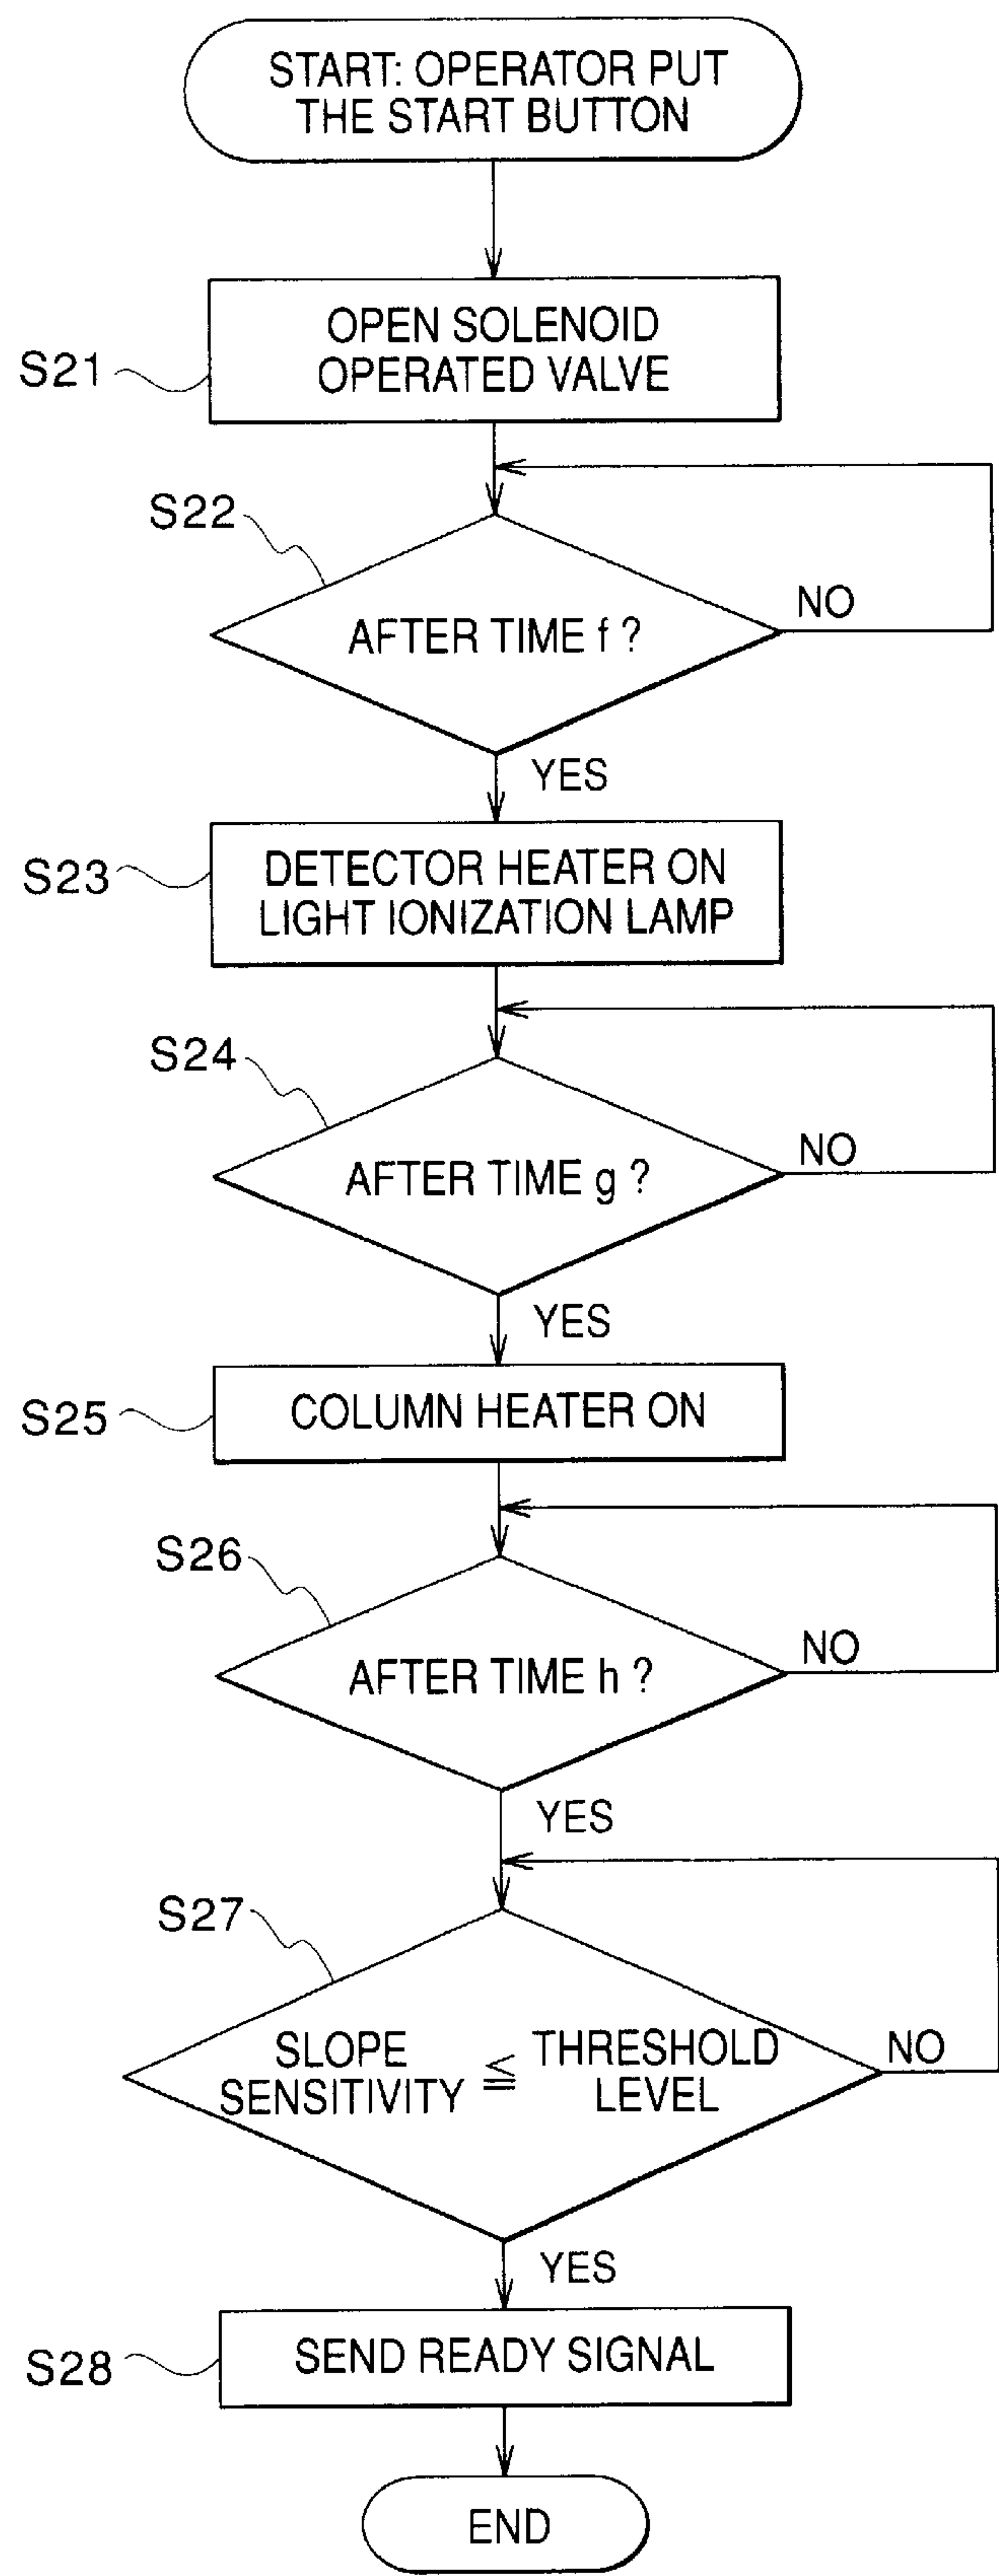 START: OPERATOR PUT
THE START BUTTON
OPEN SOLENOID
OPERATED VALVE
S21
S22
AFTER TIME f ?
NO
YES
S23
DETECTOR HEATER ON
LIGHT IONIZATION LAMP
S24
AFTER TIME g ?
NO
YES
S25
COLUMN HEATER ON
S26
AFTER TIME h ?
NO
YES
S27
SLOPE
SENSITIVITY
≦
THRESHOLD
LEVEL
NO
YES
S28
SEND READY SIGNAL
END